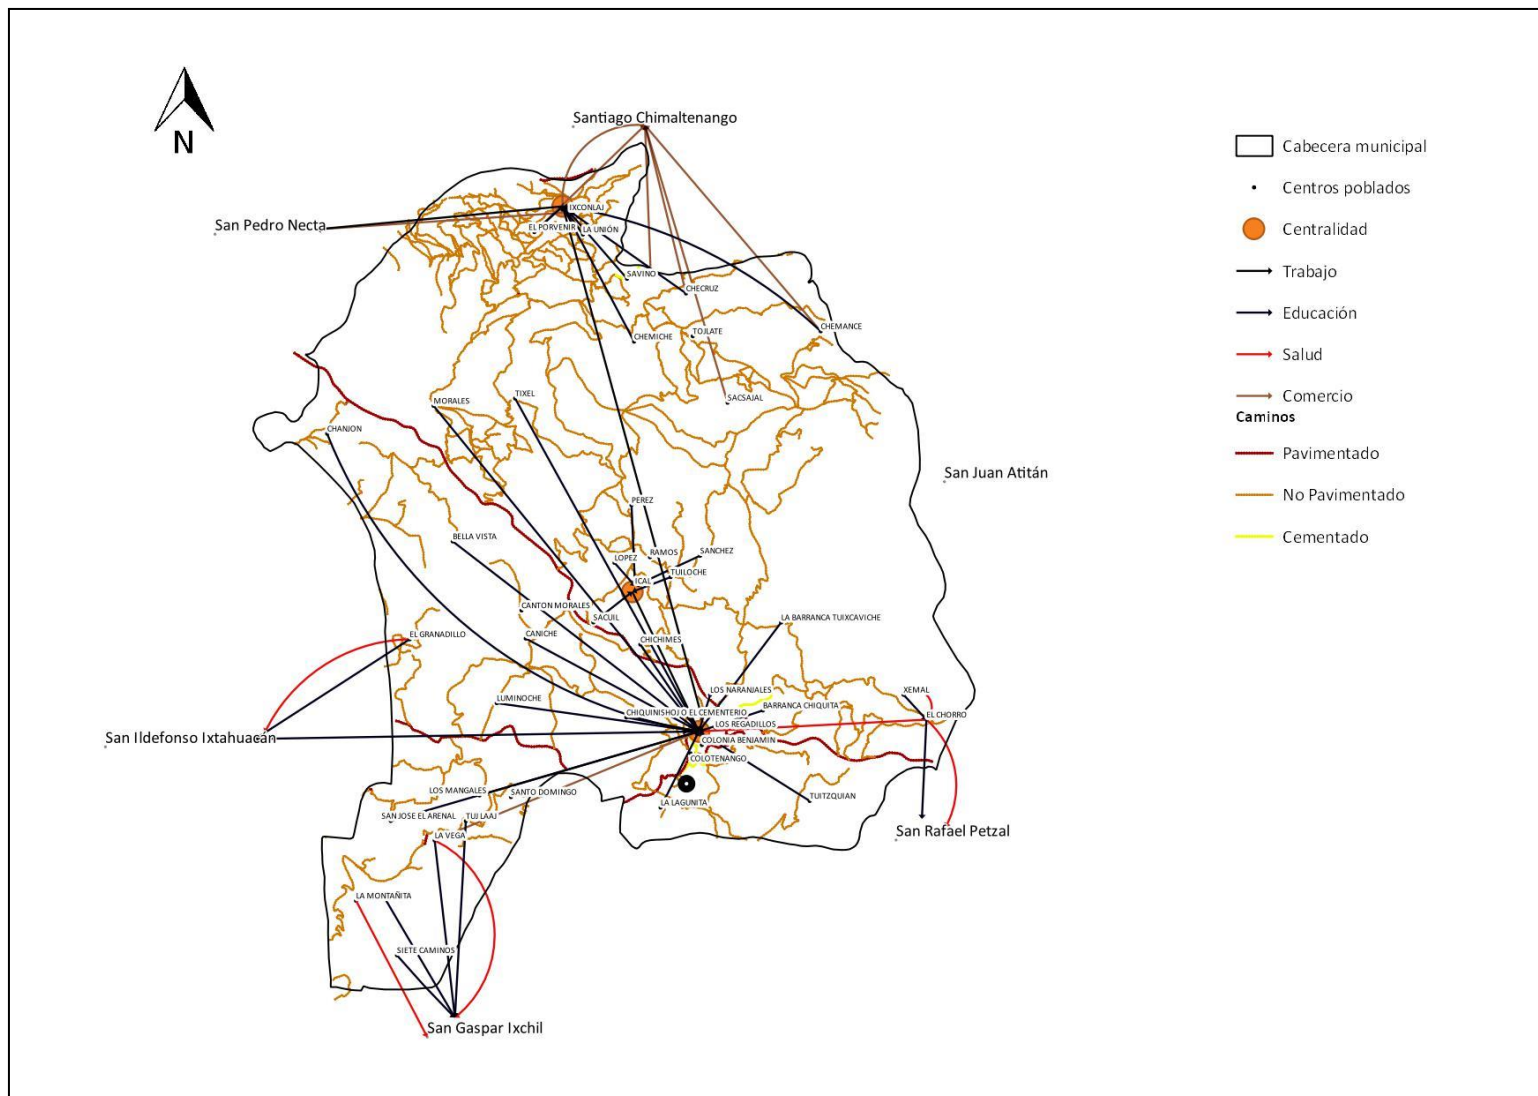 N
Santiago Chimaltenango
San Pedro Necta
IXCONLAJ
EL PORVENIR
LA UNIÓN
SAVINO
CHECRUZ
CHEMANCE
CHEMICHE
TOJLATE
SACSAJAL
TIXEL
MORALES
CHANJON
San Juan Atitán
PEREZ
BELLA VISTA
LOPEZ
RAMOS
SANCHEZ
TUILOCHE
ICAL
CANTON MORALES
SACUIL
LA BARRANCA TUIXCAVICHE
EL GRANADILLO
CANICHE
CHICHIMES
LOS NARANJALES
XEMAL
LUMINOCHE
CHIQUINISHOJ O EL CEMENTERIO
BARRANCA CHIQUITA
EL CHORRO
LOS REGADILLOS
San Ildefonso Ixtahuacán
COLONIA BENJAMIN
COLOTENANGO
LOS MANGALES
SANTO DOMINGO
TUITZQUIAN
LA LAGUNITA
SAN JOSE EL ARENAL
TUJ LAAJ
San Rafael Petzal
LA VEGA
LA MONTAÑITA
SIETE CAMINOS
San Gaspar Ixchil
Cabecera municipal
Centros poblados
Centralidad
Trabajo
Educación
Salud
Comercio
Caminos
Pavimentado
No Pavimentado
Cementado